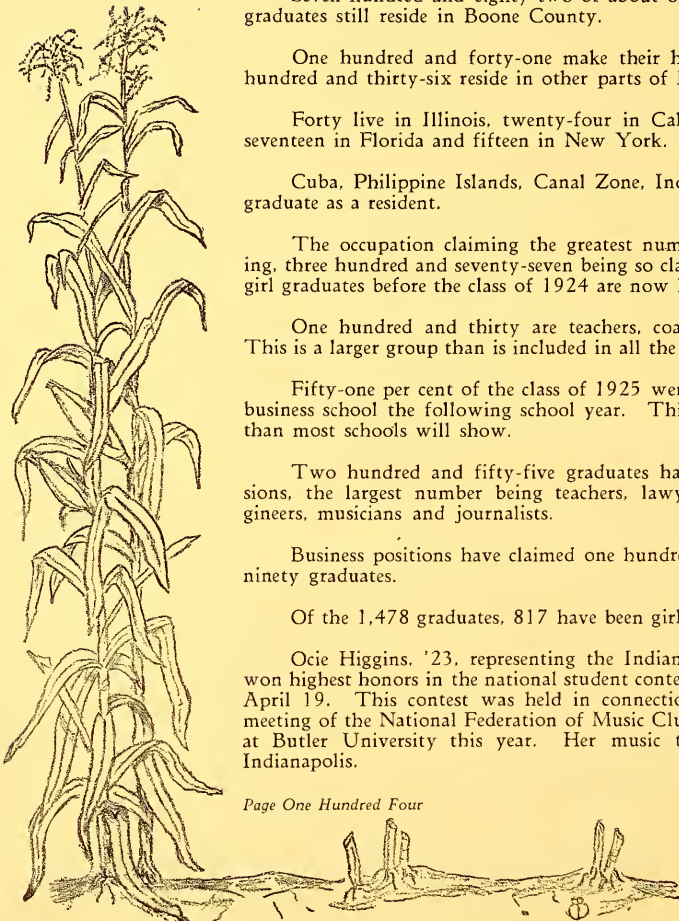 graduates still reside in Boone County.
One hundred and forty-one make their
hundred and thirty-six reside in other parts of
Forty live in Illinois, twenty-four in Cal
seventeen in Florida and fifteen in New York.
Cuba, Philippine Islands, Canal Zone, Ind
graduate as a resident.
The occupation claiming the greatest num
ing, three hundred and seventy-seven being so cla
girl graduates before the class of 1924 are now
One hundred and thirty are teachers, coa
This is a larger group than is included in all the
Fifty-one per cent of the class of 1925 wer
business school the following school year. Thi
than most schools will show.
Two hundred and fifty-five graduates ha
sions, the largest number being teachers, lawy
gineers, musicians and journalists.
Business positions have claimed one hundre
ninety graduates.
Of the 1,478 graduates, 817 have been girl
Ocie Higgins, '23, representing the Indian
won highest honors in the national student conte
April 19. This contest was held in connectio
meeting of the National Federation of Music Clu
at Butler University this year. Her music t
Indianapolis.
Page One Hundred Four